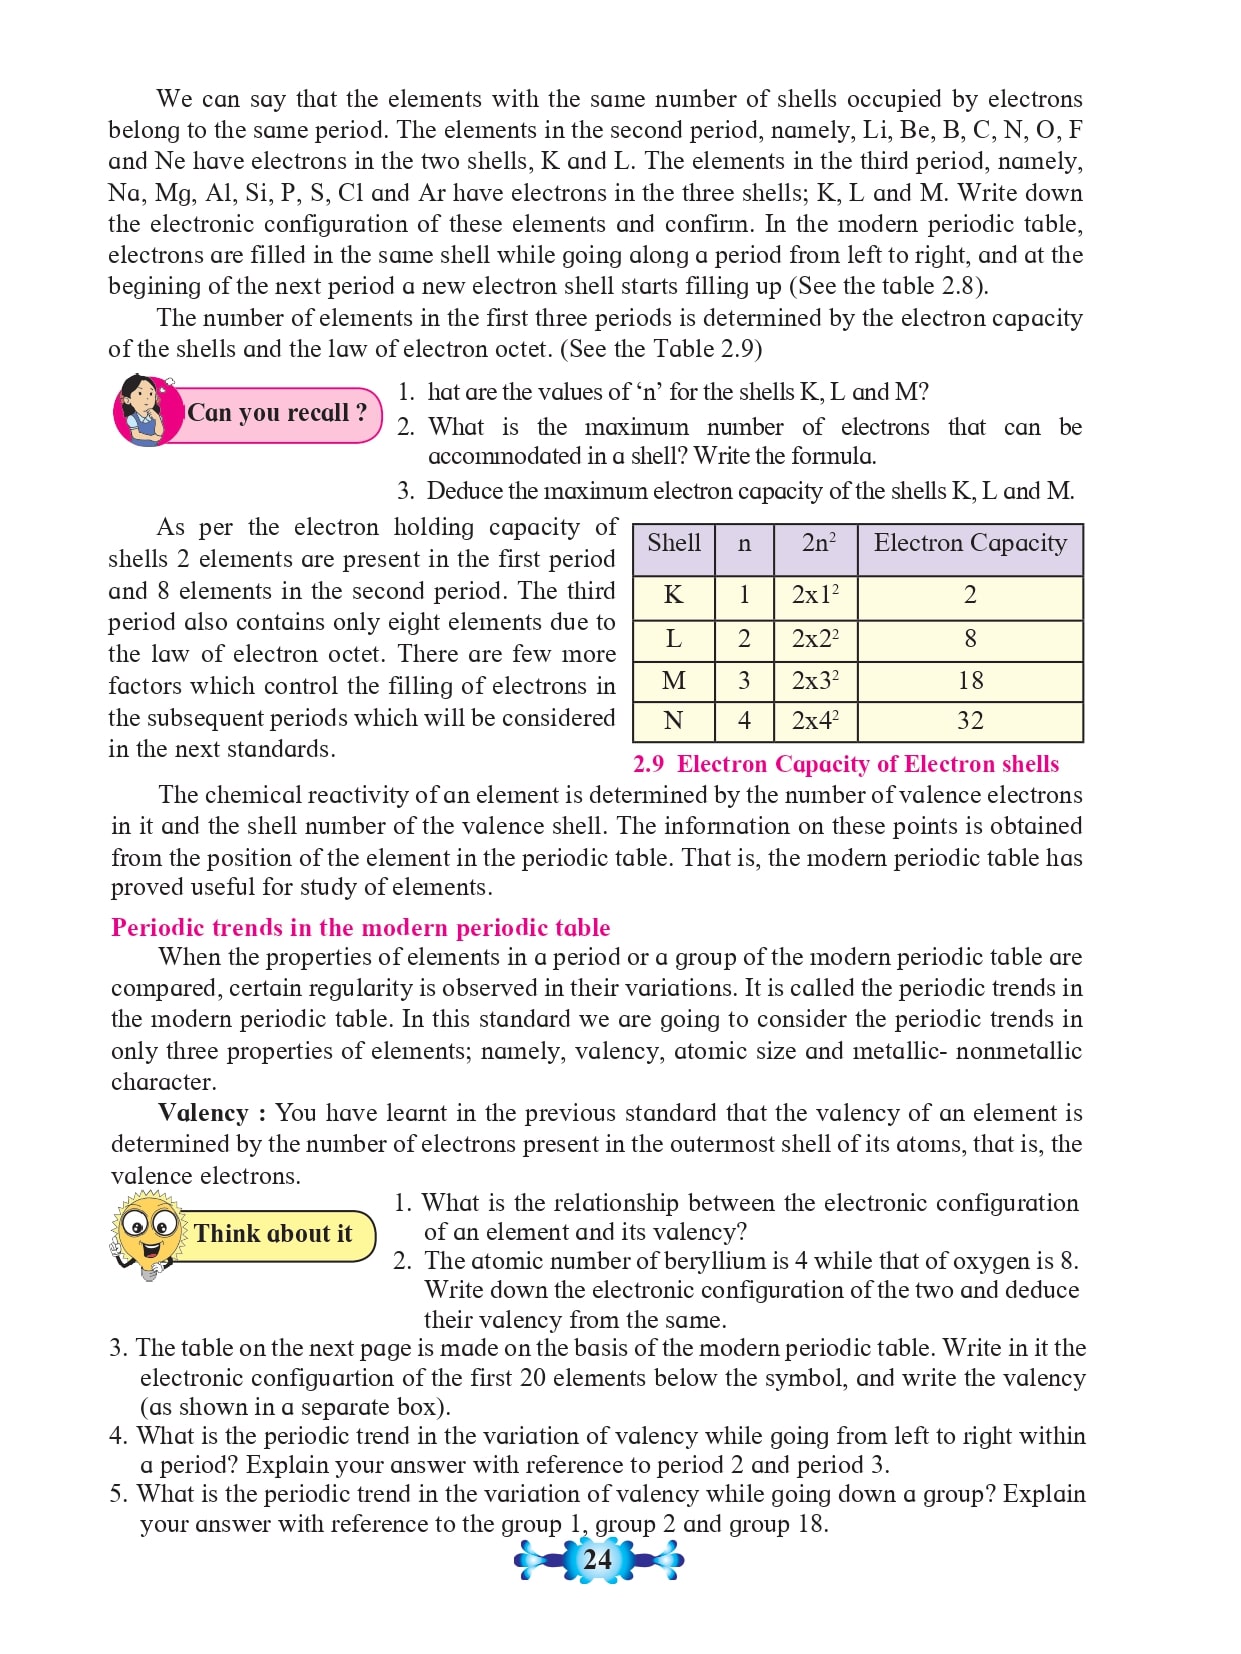 We can say that the elements with the same number of shells occupied by electrons
belong to the same period. The elements in the second period, namely, Li, Be, B, C, N, O, F
and Ne have electrons in the two shells, K and L. The elements in the third period, namely,
Na, Mg, Al, Si, P, S, Cl and Ar have electrons in the three shells; K, L and M. Write down
the electronic configuration of these elements and confirm. In the modern periodic table,
electrons are filled in the same shell while going along a period from left to right, and at the
begining of the next period a new electron shell starts filling up (See the table 2.8).
The number of elements in the first three periods is determined by the electron capacity
of the shells and the law of electron octet. (See the Table 2.9)
Can you recall ?
1. hat are the values of ‘n’ for the shells K, L and M?
2. What is the maximum number of electrons that can be
accommodated in a shell? Write the formula.
3. Deduce the maximum electron capacity of the shells K, L and M.
As per the electron holding capacity of
shells 2 elements are present in the first period
and 8 elements in the second period. The third
period also contains only eight elements due to
the law of electron octet. There are few more
factors which control the filling of electrons in
the subsequent periods which will be considered
in the next standards.
Shell n 2n² Electron Capacity
K 1 2x1² 2
L 2 2x2² 8
M 3 2x3² 18
N 4 2x4² 32
2.9 Electron Capacity of Electron shells
The chemical reactivity of an element is determined by the number of valence electrons
in it and the shell number of the valence shell. The information on these points is obtained
from the position of the element in the periodic table. That is, the modern periodic table has
proved useful for study of elements.
Periodic trends in the modern periodic table
When the properties of elements in a period or a group of the modern periodic table are
compared, certain regularity is observed in their variations. It is called the periodic trends in
the modern periodic table. In this standard we are going to consider the periodic trends in
only three properties of elements; namely, valency, atomic size and metallic- nonmetallic
character.
Valency : You have learnt in the previous standard that the valency of an element is
determined by the number of electrons present in the outermost shell of its atoms, that is, the
valence electrons.
Think about it
1. What is the relationship between the electronic configuration
of an element and its valency?
2. The atomic number of beryllium is 4 while that of oxygen is 8.
Write down the electronic configuration of the two and deduce
their valency from the same.
3. The table on the next page is made on the basis of the modern periodic table. Write in it the
electronic configuartion of the first 20 elements below the symbol, and write the valency
(as shown in a separate box).
4. What is the periodic trend in the variation of valency while going from left to right within
a period? Explain your answer with reference to period 2 and period 3.
5. What is the periodic trend in the variation of valency while going down a group? Explain
your answer with reference to the group 1, group 2 and group 18.
24